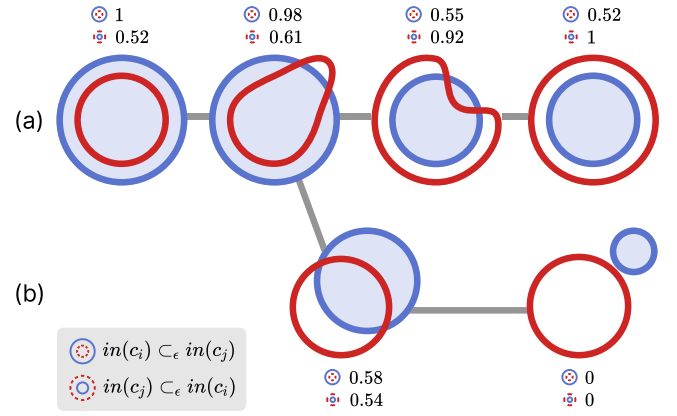 1 0.98 0.55 0.52
0.52 0.61 0.92 1
(a)
(b)
in(c_i) ⊂_ϵ in(c_j)
in(c_j) ⊂_ϵ in(c_i)
0.58 0
0.54 0